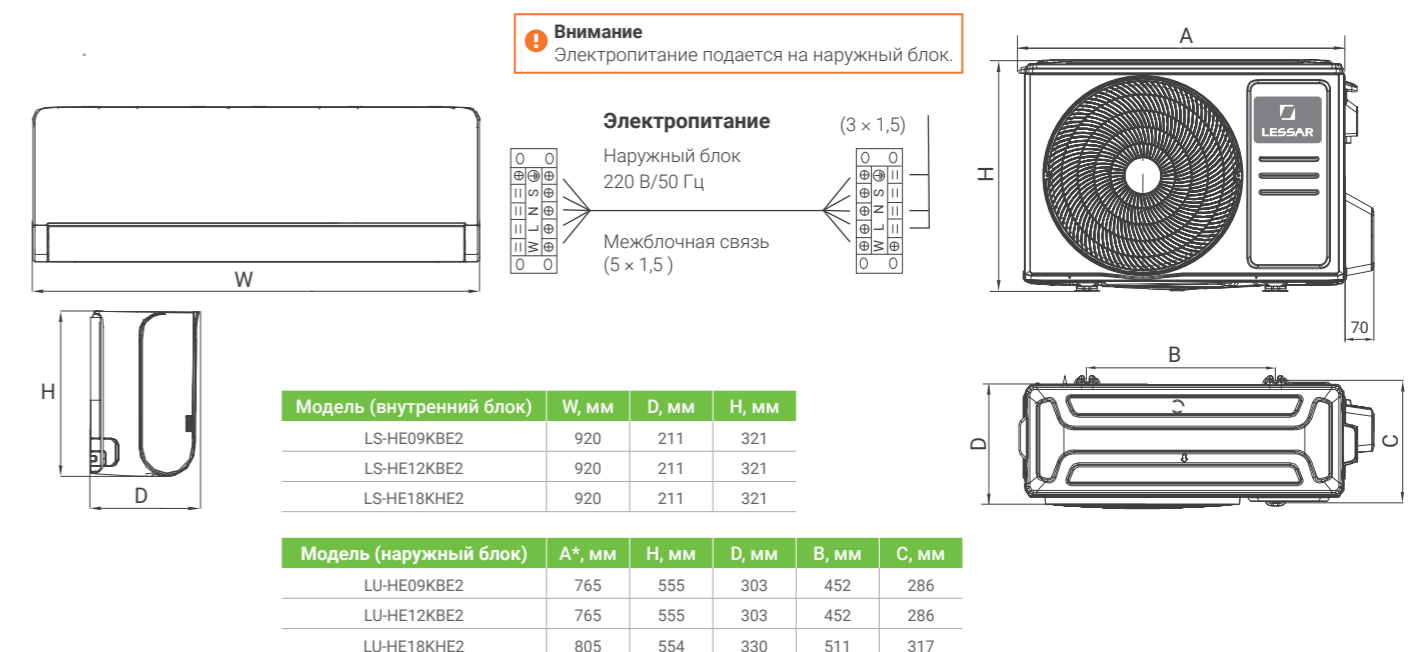 Внимание
Электропитание подается на наружный блок.
W
H
D
Электропитание
(3 × 1,5)
Наружный блок
220 В/50 Гц
Межблочная связь
(5 × 1,5 )
W L N S
W L N S
A
H
LESSAR
70
B
D
C
Модель (внутренний блок) W, мм D, мм H, мм
LS-HE09KBE2 920 211 321
LS-HE12KBE2 920 211 321
LS-HE18KHE2 920 211 321
Модель (наружный блок) A*, мм H, мм D, мм B, мм C, мм
LU-HE09KBE2 765 555 303 452 286
LU-HE12KBE2 765 555 303 452 286
LU-HE18KHE2 805 554 330 511 317